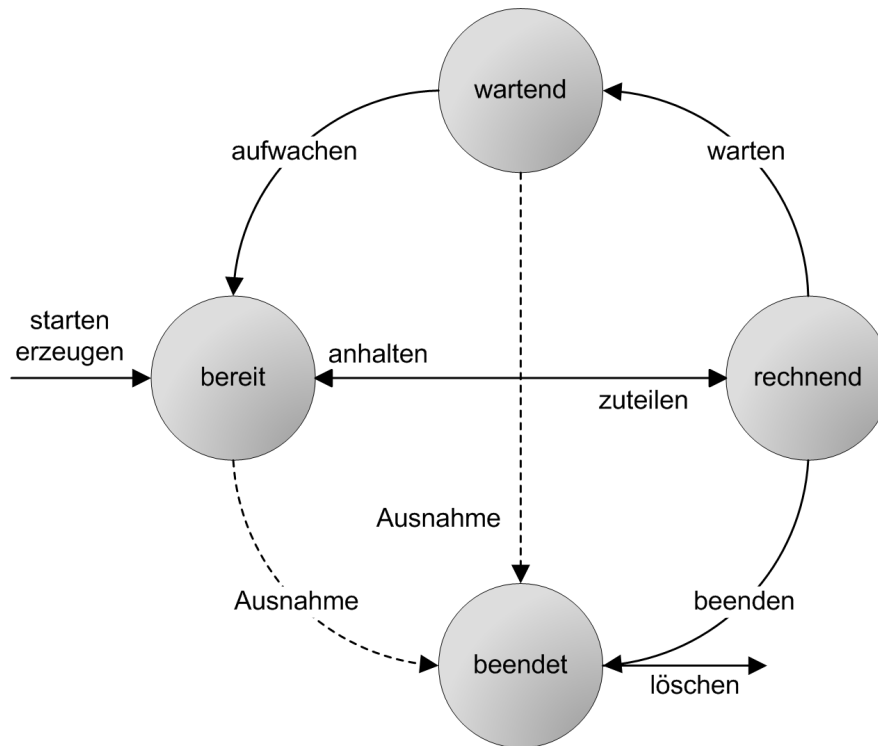 wartend
aufwachen
warten
starten
erzeugen
anhalten
bereit
rechnend
zuteilen
Ausnahme
Ausnahme
beenden
beendet
löschen